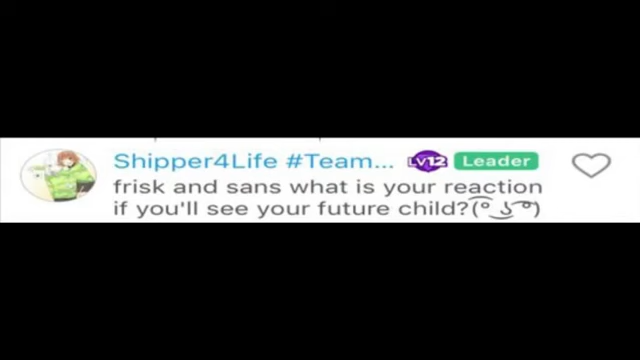 Shipper4Life #Team... LV12 Leader
frisk and sans what is your reaction
if you'll see your future child?( ͡° ͜ʖ ͡°)